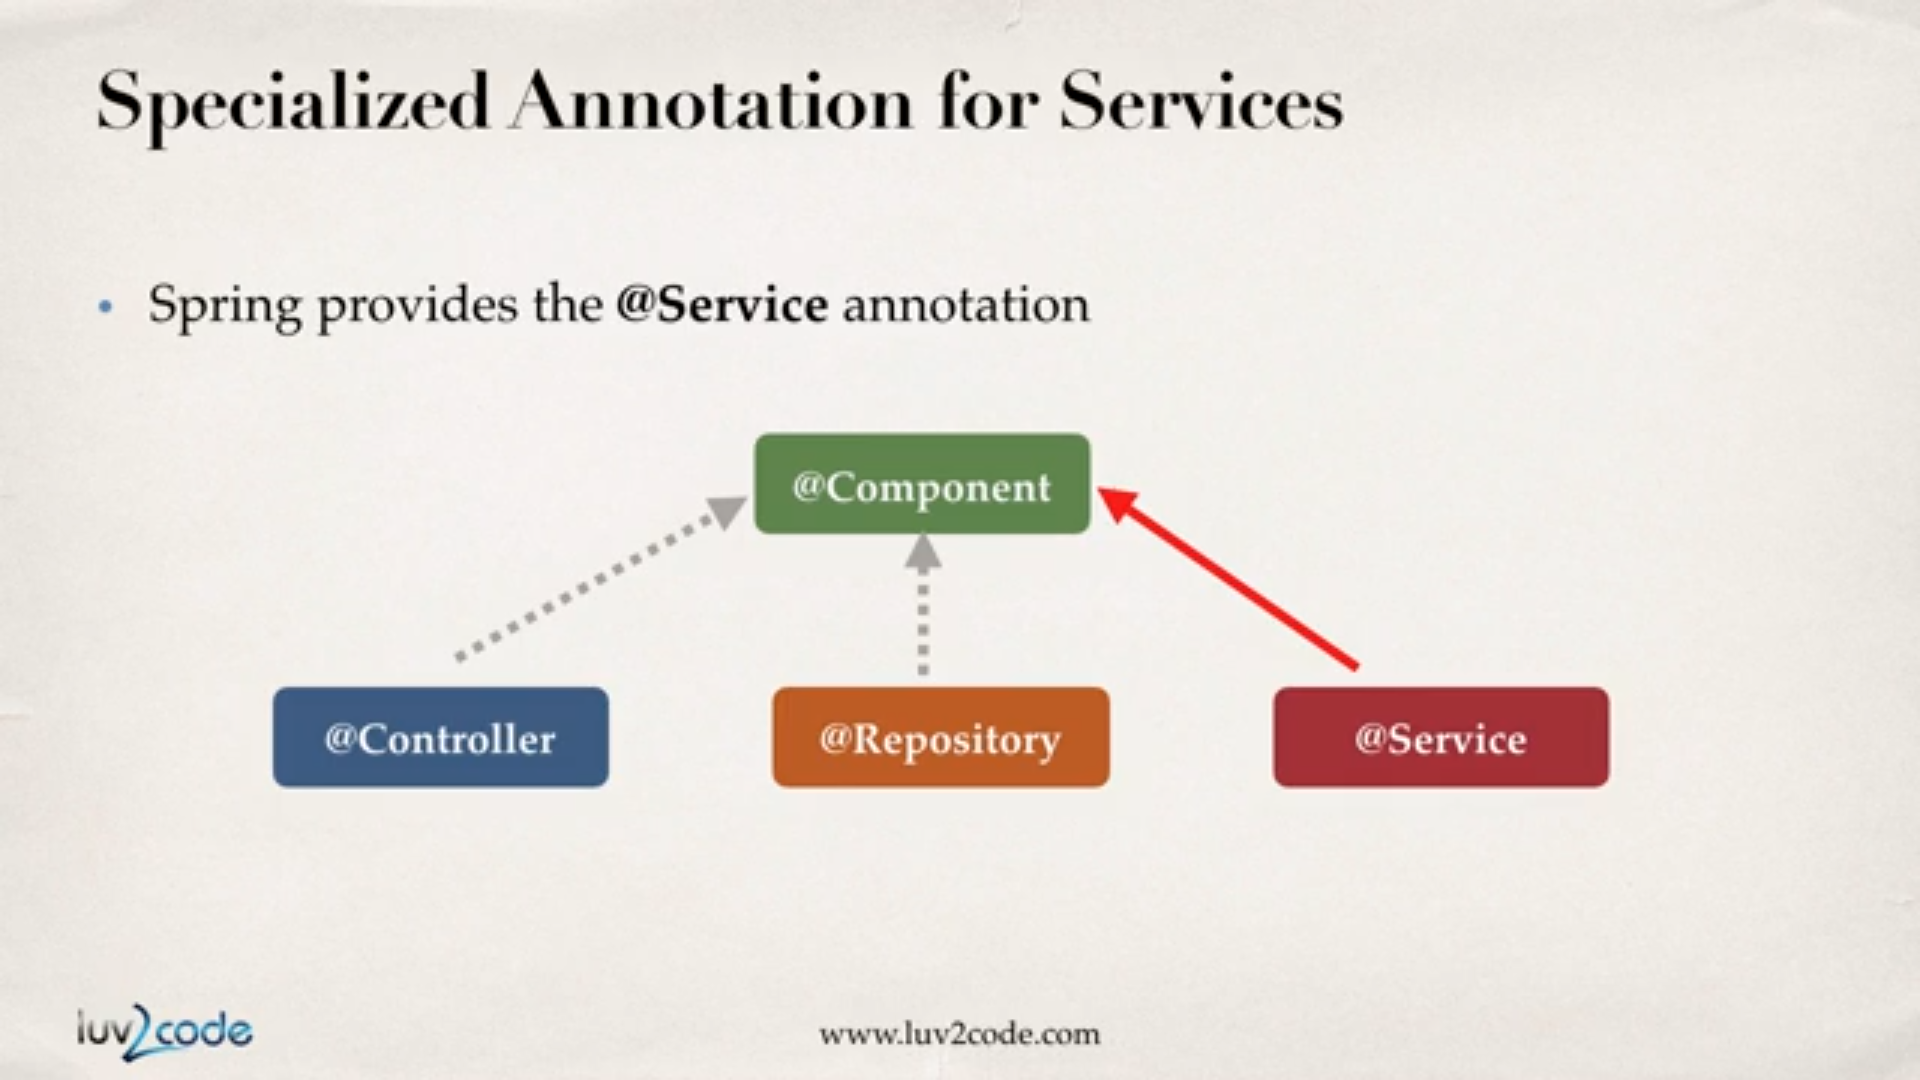 Specialized Annotation for Services
• Spring provides the @Service annotation
@Component
@Controller
@Repository
@Service
luv2code
www.luv2code.com